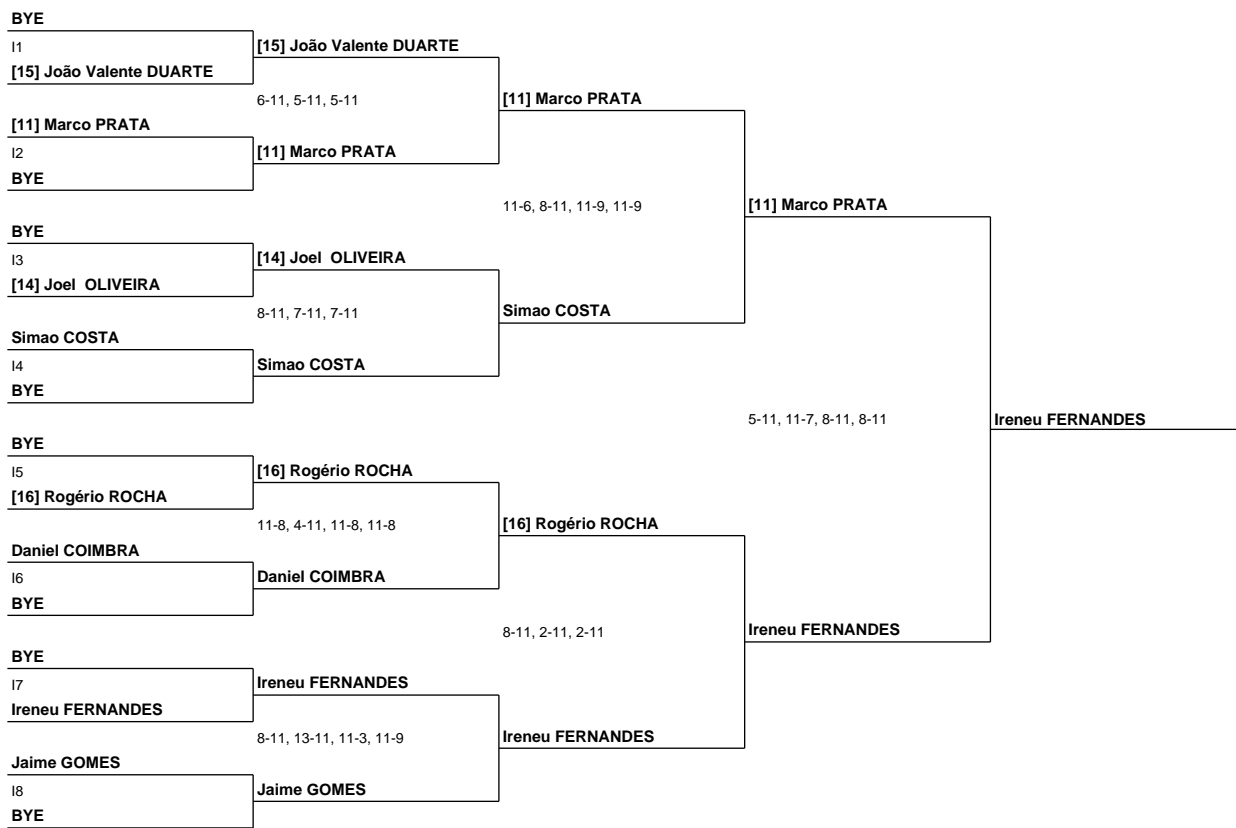 BYE
I1
[15] João Valente DUARTE
[15] João Valente DUARTE
6-11, 5-11, 5-11
[11] Marco PRATA
[11] Marco PRATA
I2
[11] Marco PRATA
BYE
11-6, 8-11, 11-9, 11-9
[11] Marco PRATA
BYE
I3
[14] Joel  OLIVEIRA
[14] Joel  OLIVEIRA
8-11, 7-11, 7-11
Simao COSTA
Simao COSTA
I4
Simao COSTA
BYE
5-11, 11-7, 8-11, 8-11
Ireneu FERNANDES
BYE
I5
[16] Rogério ROCHA
[16] Rogério ROCHA
11-8, 4-11, 11-8, 11-8
[16] Rogério ROCHA
Daniel COIMBRA
I6
Daniel COIMBRA
BYE
8-11, 2-11, 2-11
Ireneu FERNANDES
BYE
I7
Ireneu FERNANDES
Ireneu FERNANDES
8-11, 13-11, 11-3, 11-9
Ireneu FERNANDES
Jaime GOMES
I8
Jaime GOMES
BYE